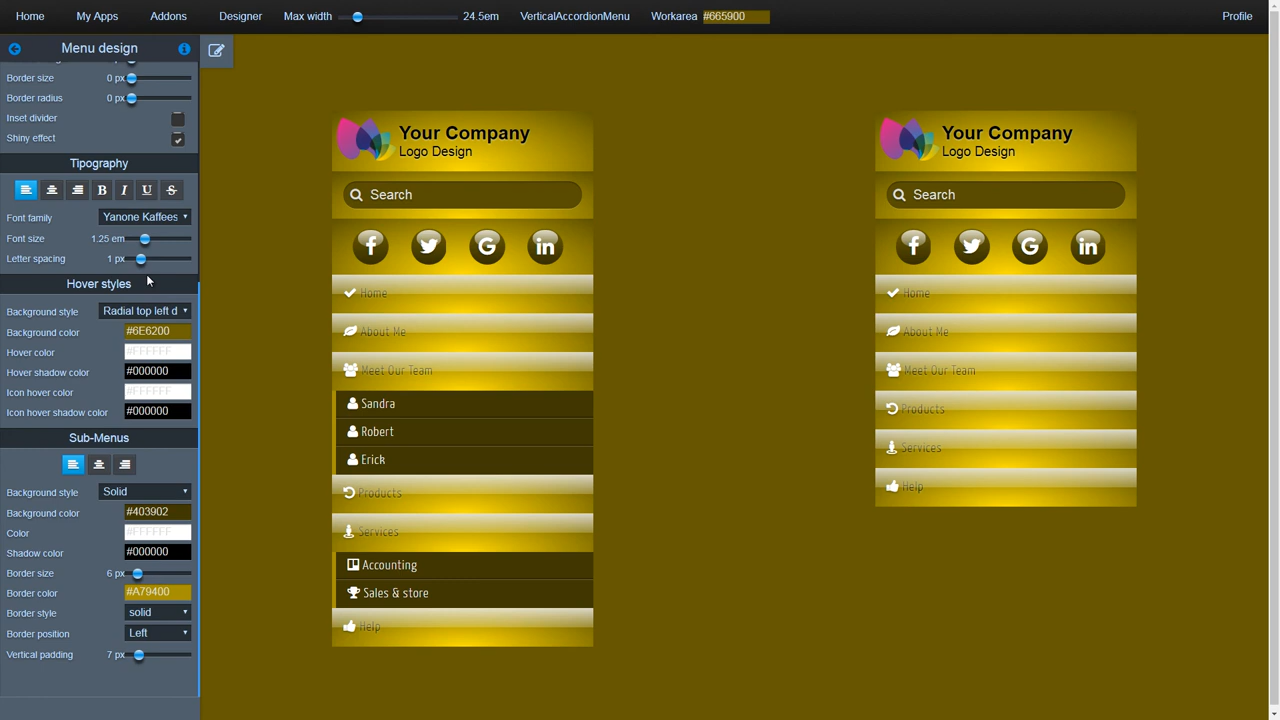 Home My Apps Addons Designer Max width 24.5em VerticalAccordionMenu Workarea #665900 Profile
Menu design
Border size 0 px
Border radius 0 px
Inset divider
Shiny effect
Tipography
B I U S
Font family Yanone Kaffees
Font size 1.25 em
Letter spacing 1 px
Hover styles
Background style Radial top left d
Background color #6E6200
Hover color #FFFFFF
Hover shadow color #000000
Icon hover color #FFFFFF
Icon hover shadow color #000000
Sub-Menus
Background style Solid
Background color #403902
Color #FFFFFF
Shadow color #000000
Border size 6 px
Border color #A79400
Border style solid
Border position Left
Vertical padding 7 px
Your Company
Logo Design
Search
Home
About Me
Meet Our Team
Sandra
Robert
Erick
Products
Services
Accounting
Sales & store
Help
Your Company
Logo Design
Search
Home
About Me
Meet Our Team
Products
Services
Help